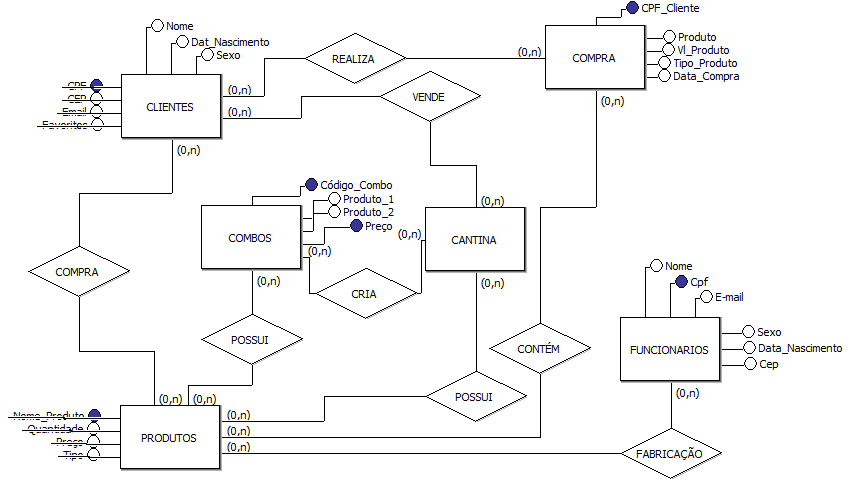 CPF_Cliente
Nome
Dat_Nascimento
Sexo
Produto
Vl_Produto
Tipo_Produto
Data_Compra
COMPRA
REALIZA
(0,n)
CPF
CEP
Email
Favoritos
CLIENTES
(0,n)
(0,n)
VENDE
(0,n)
(0,n)
Código_Combo
Produto_1
Produto_2
Preço
COMBOS
(0,n)
(0,n)
(0,n)
CANTINA
(0,n)
(0,n)
(0,n)
COMPRA
CRIA
Nome
Cpf
E-mail
Sexo
Data_Nascimento
Cep
FUNCIONARIOS
(0,n)
POSSUI
CONTÉM
POSSUI
(0,n)
(0,n)
Nome_Produto
Quantidade
Preço
Tipo
PRODUTOS
(0,n)
(0,n)
(0,n)
FABRICAÇÃO